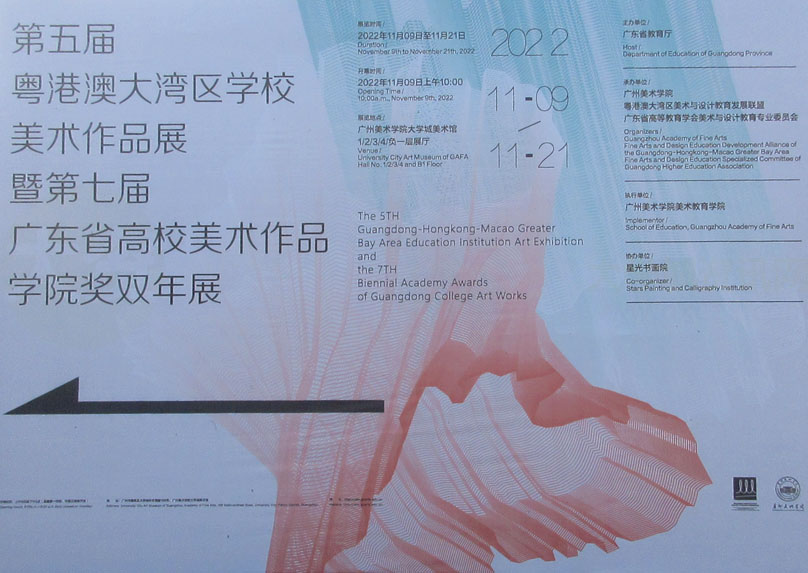 第五届
粤港澳大湾区学校
美术作品展
暨第七届
广东省高校美术作品
学院奖双年展
展览时间/
2022年11月09日至11月21日
Duration/
November 9th to November 21th, 2022
开幕时间/
2022年11月09日上午10:00
Opening Time/
10:00a.m., November 9th, 2022
展览地点/
广州美术学院大学城美术馆
1/2/3/4/负一层展厅
Venue/
University City Art Museum of GAFA
Hall No. 1/2/3/4 and B1 Floor
2022
11-09
/
11-21
The 5TH
Guangdong-Hongkong-Macao Greater
Bay Area Education Institution Art Exhibition
and
the 7TH
Biennial Academy Awards
of Guangdong College Art Works
主办单位/
广东省教育厅
Host/
Department of Education of Guangdong Province
承办单位/
广州美术学院
粤港澳大湾区美术与设计教育发展联盟
广东省高等教育学会美术与设计教育专业委员会
Organizers/
Guangzhou Academy of Fine Arts
Fine Arts and Design Education Development Alliance of
the Guangdong-Hongkong-Macao Greater Bay Area
Fine Arts and Design Education Specialized Committee of
Guangdong Higher Education Association
执行单位/
广州美术学院美术教育学院
Implementor/
School of Education, Guangzhou Academy of Fine Arts
协办单位/
星光书画院
Co-organizer/
Stars Painting and Calligraphy Institution